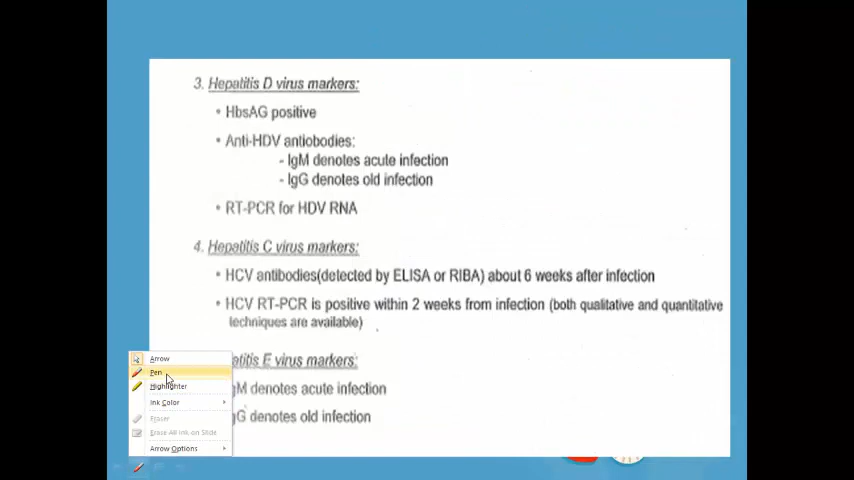 3. Hepatitis D virus markers:
• HbsAG positive
• Anti-HDV antiobodies:
- IgM denotes acute infection
- IgG denotes old infection
• RT-PCR for HDV RNA
4. Hepatitis C virus markers:
• HCV antibodies(detected by ELISA or RIBA) about 6 weeks after infection
• HCV RT-PCR is positive within 2 weeks from infection (both qualitative and quantitative
techniques are available)
atitis E virus markers:
gM denotes acute infection
gG denotes old infection
Arrow
Pen
Highlighter
Ink Color
Eraser
Erase All Ink on Slide
Arrow Options